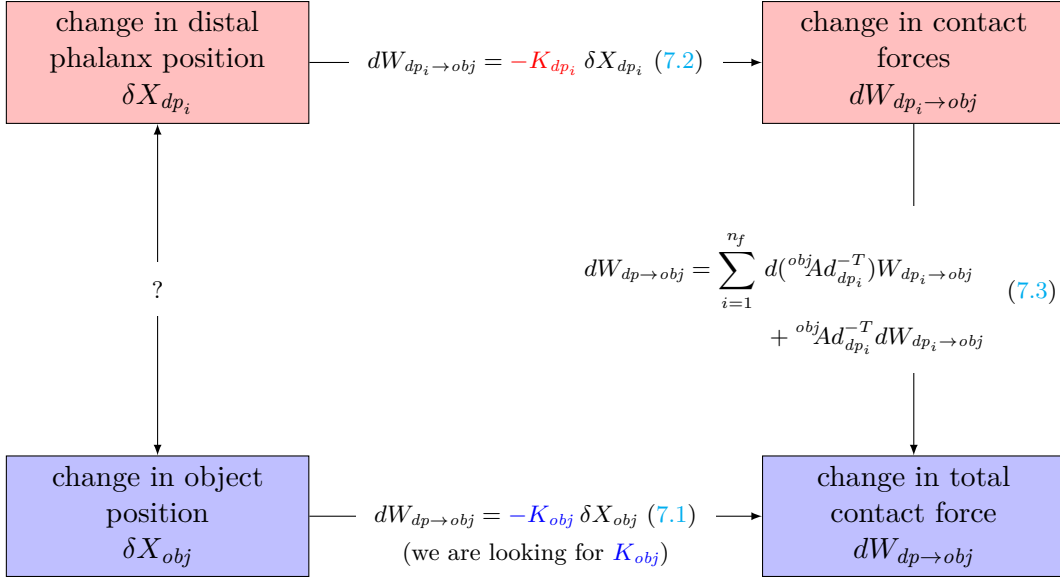 change in distal
phalanx position
δX_{dp_i}
dW_{dp_i→obj} = −K_{dp_i} δX_{dp_i} (7.2)
change in contact
forces
dW_{dp_i→obj}
dW_{dp→obj} = \sum_{i=1}^{n_f} d(^{obj}Ad_{dp_i}^{-T})W_{dp_i→obj}
+ ^{obj}Ad_{dp_i}^{-T}dW_{dp_i→obj}
(7.3)
?
change in object
position
δX_{obj}
dW_{dp→obj} = −K_{obj} δX_{obj} (7.1)
(we are looking for K_{obj})
change in total
contact force
dW_{dp→obj}